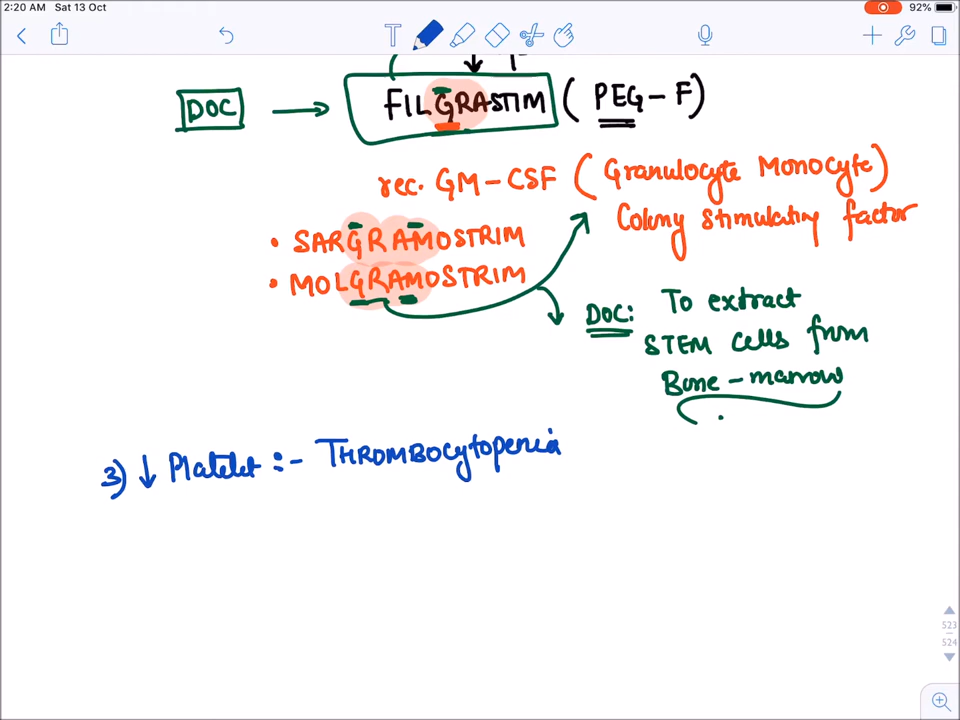 2:20 AM Sat 13 Oct 92%
T
DOC → FILGRASTIM (PEG-F)
rec. GM-CSF (Granulocyte Monocyte)
Colony stimulating factor
• SARGRAMOSTRIM
• MOLGRAMOSTRIM
DOC: To extract
STEM cells from
Bone-marrow
3) ↓ Platelet :- THROMBOCytopenia
523
524